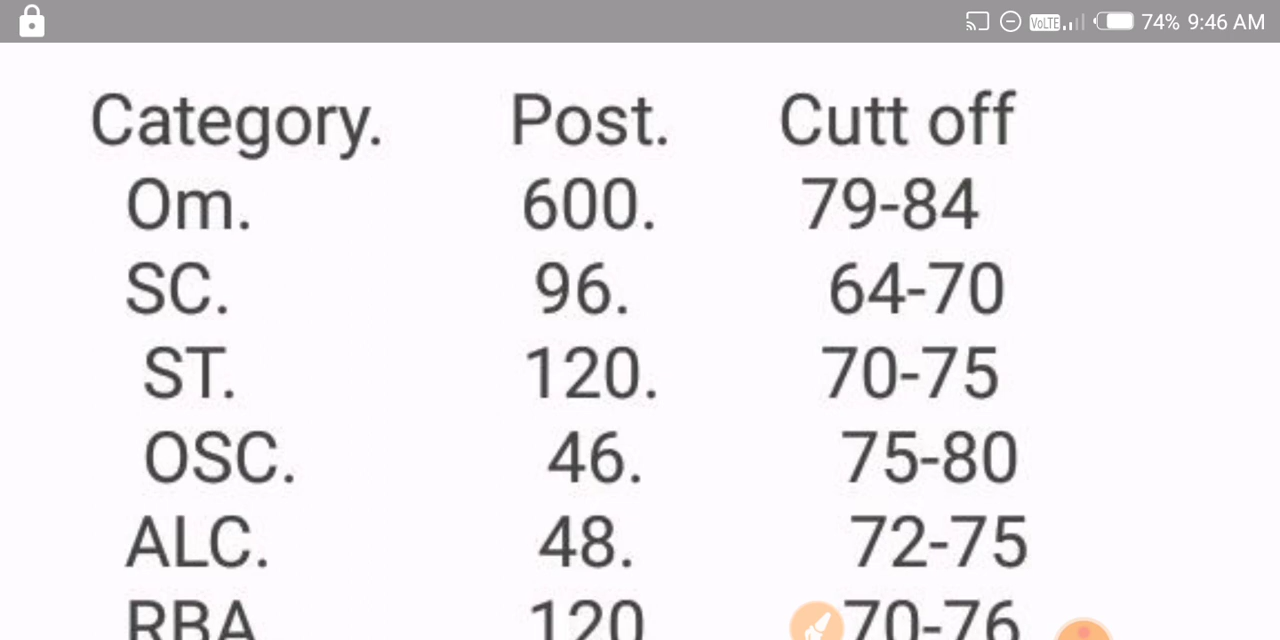 VoLTE 74% 9:46 AM
Category. Post. Cutt off
Om. 600. 79-84
SC. 96. 64-70
ST. 120. 70-75
OSC. 46. 75-80
ALC. 48. 72-75
RBA 120 70-76